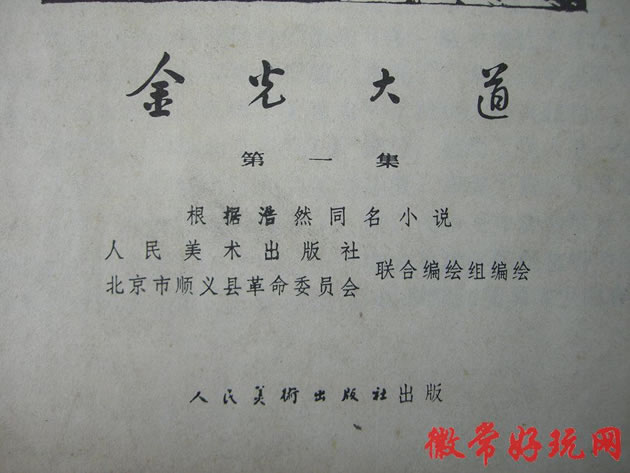 金光大道
第一集
根据浩然同名小说
人民美术出版社
北京市顺义县革命委员会
联合编绘组编绘
人民美術出版社出版
徽常好玩网